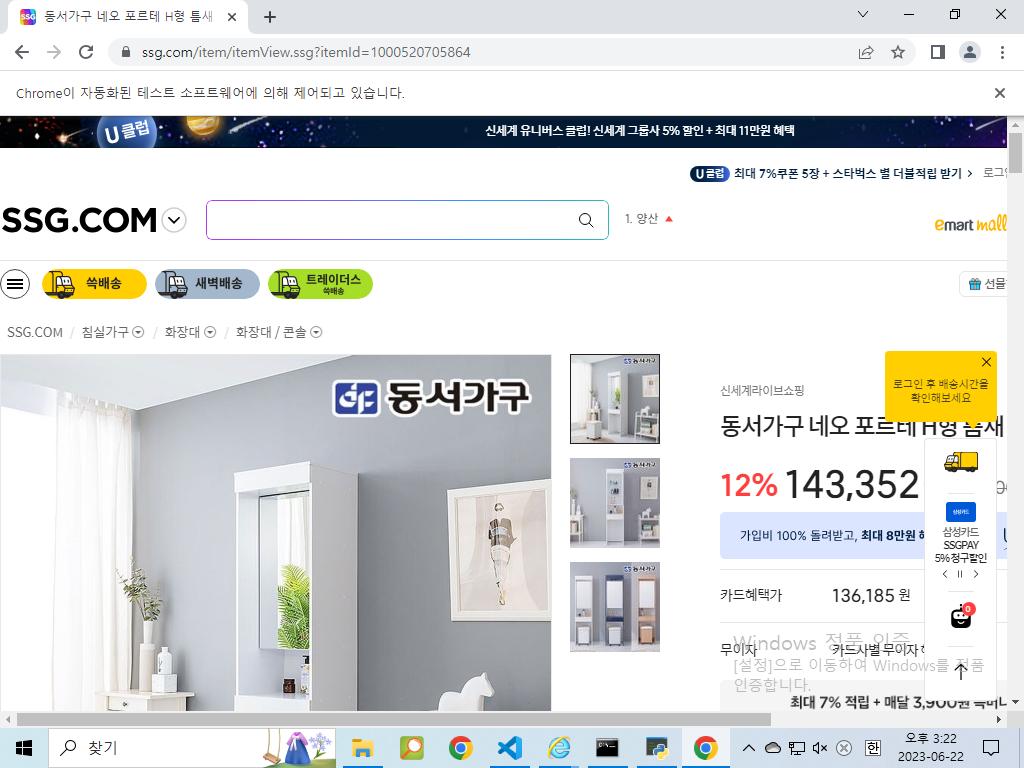 동서가구 네오 포르테 H형 틈새
ssg.com/item/itemView.ssg?itemId=1000520705864
Chrome이 자동화된 테스트 소프트웨어에 의해 제어되고 있습니다.
U 클럽
신세계 유니버스 클럽! 신세계 그룹사 5% 할인 + 최대 11만원 혜택
U 클럽 최대 7%쿠폰 5장 + 스타벅스 별 더블적립 받기 > 로그인
SSG.COM
1. 양산
emart mall
쓱배송
새벽배송
트레이더스
쓱배송
선물
SSG.COM / 침실가구 / 화장대 / 화장대 / 콘솔
동서가구
로그인 후 배송시간을
확인해보세요
신세계라이브쇼핑
동서가구 네오 포르테 H형 틈새
12% 143,352
가입비 100% 돌려받고, 최대 8만원
삼성카드
삼성카드
SSGPAY
5% 청구할인
카드혜택가
136,185 원
0
무이자
카드사별 무이자
Windows 정품 인증
[설정]으로 이동하여 Windows를 정품
인증합니다.
최대 7% 적립 + 매달 3,900원
찾기
한
오후 3:22
2023-06-22